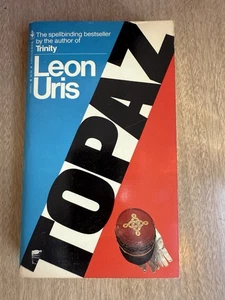 The spellbinding bestseller
by the author of
Trinity
Leon
Uris
TOPAZ